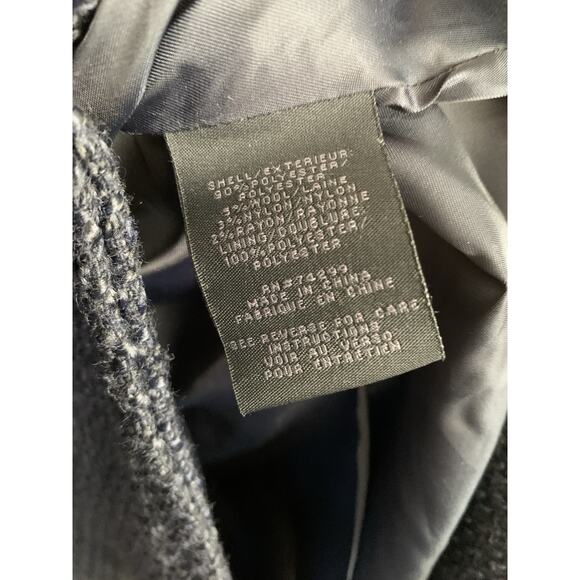 SHELL/EXTERIEUR:
90%POLYESTER/
POLYESTER
WOOL/LAINE
3%NYLON/NYLON
2%RAYON/RAYONNE
LINING/DOUBLURE:
100%POLYESTER/
POLYESTER
RN#74299
MADE IN CHINA
FABRIQUE EN CHINE
SEE REVERSE FOR CARE
INSTRUCTIONS
VOIR AU VERSO
POUR ENTRETIEN